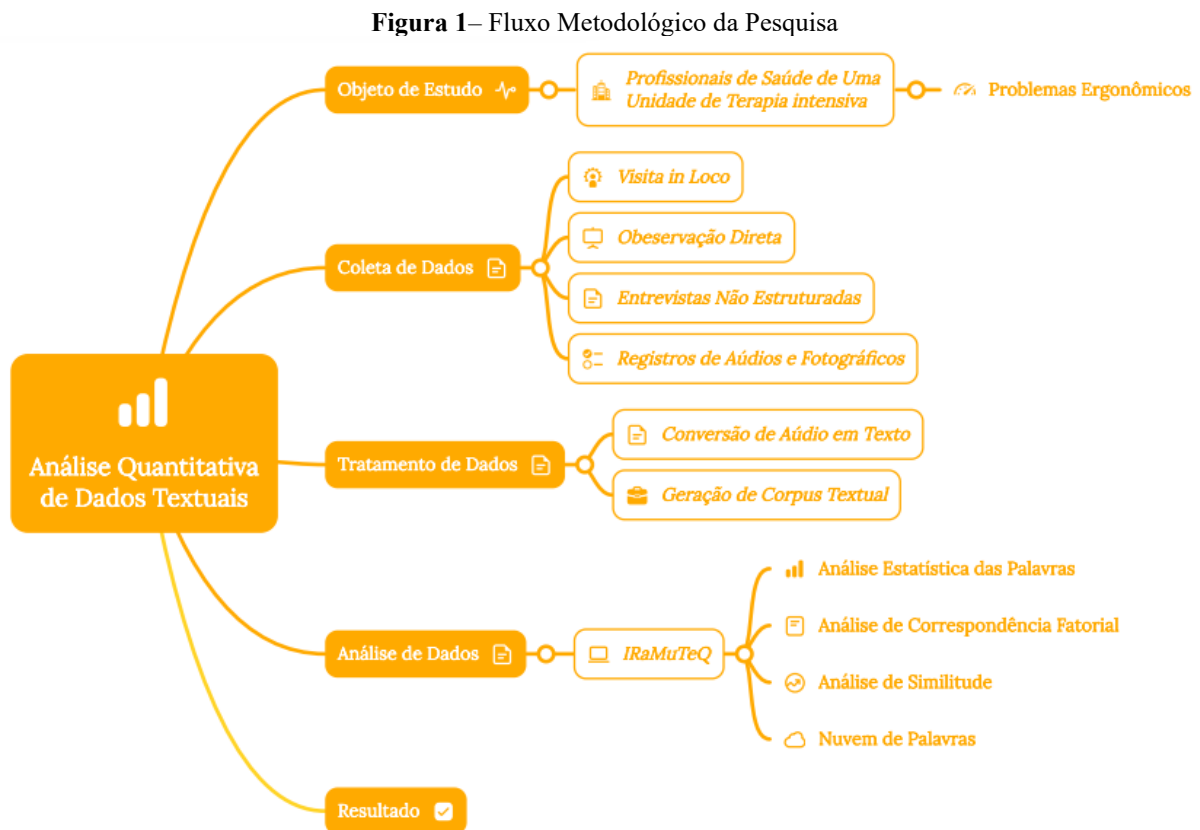 Figura 1– Fluxo Metodológico da Pesquisa
Objeto de Estudo
Profissionais de Saúde de Uma
Unidade de Terapia intensiva
Problemas Ergonômicos
Coleta de Dados
Visita in Loco
Obeservação Direta
Entrevistas Não Estruturadas
Registros de Aúdios e Fotográficos
Análise Quantitativa
de Dados Textuais
Tratamento de Dados
Conversão de Aúdio em Texto
Geração de Corpus Textual
Análise de Dados
IRaMuTeQ
Análise Estatística das Palavras
Análise de Correspondência Fatorial
Análise de Similitude
Nuvem de Palavras
Resultado